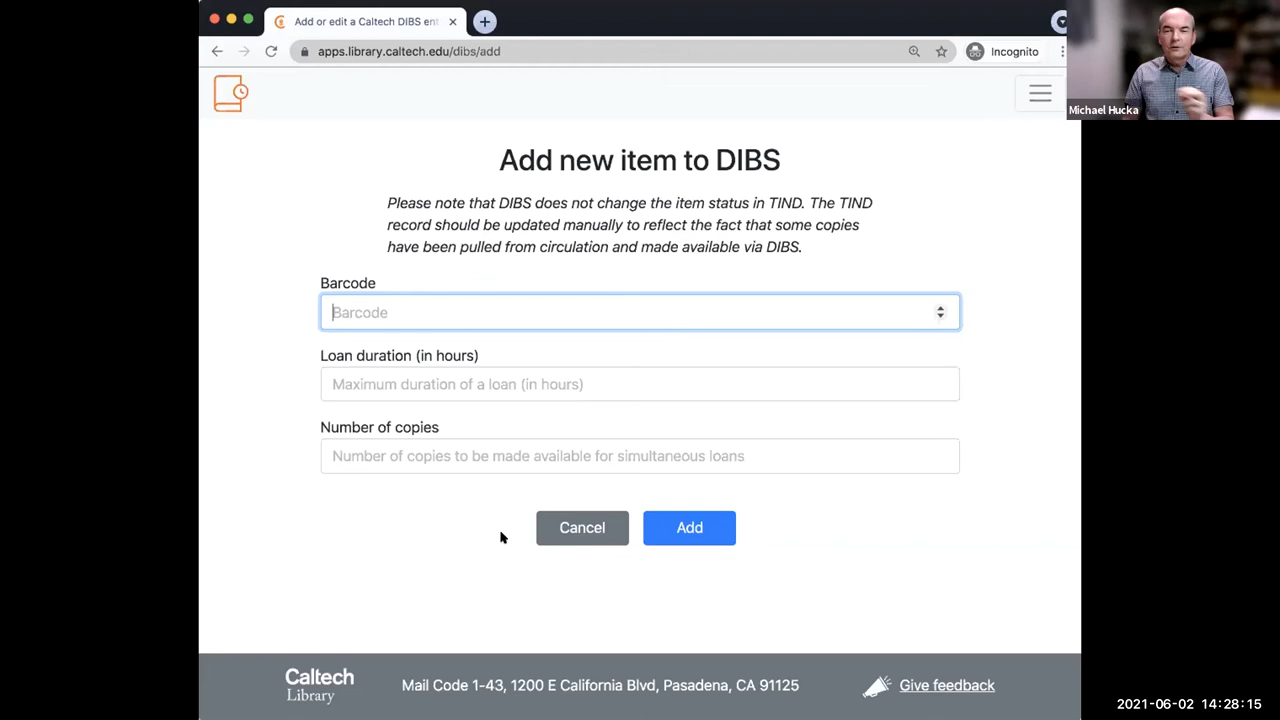 Add or edit a Caltech DIBS ent
apps.library.caltech.edu/dibs/add
Incognito
Michael Hucka
Add new item to DIBS
Please note that DIBS does not change the item status in TIND. The TIND
record should be updated manually to reflect the fact that some copies
have been pulled from circulation and made available via DIBS.
Barcode
Barcode
Loan duration (in hours)
Maximum duration of a loan (in hours)
Number of copies
Number of copies to be made available for simultaneous loans
Cancel
Add
Caltech
Library
Mail Code 1-43, 1200 E California Blvd, Pasadena, CA 91125
Give feedback
2021-06-02 14:28:15